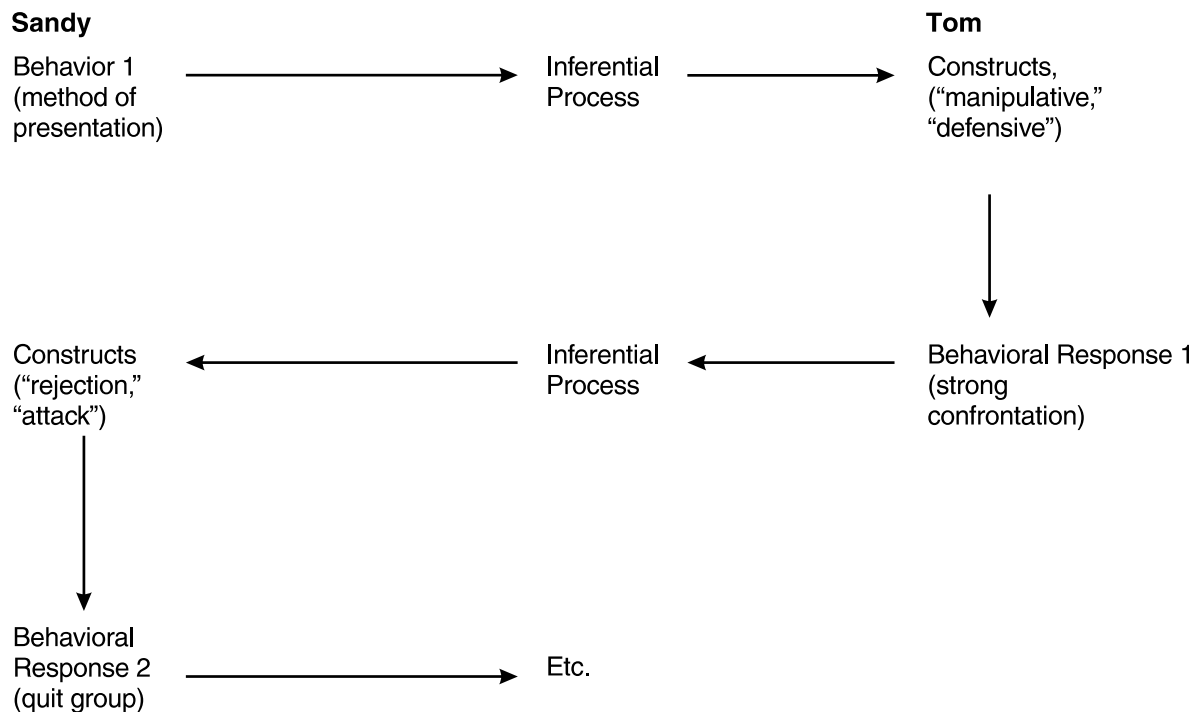 Sandy
Tom
Behavior 1
(method of
presentation)
Inferential
Process
Constructs,
(“manipulative,”
“defensive”)
Constructs
(“rejection,”
“attack”)
Inferential
Process
Behavioral Response 1
(strong
confrontation)
Behavioral
Response 2
(quit group)
Etc.